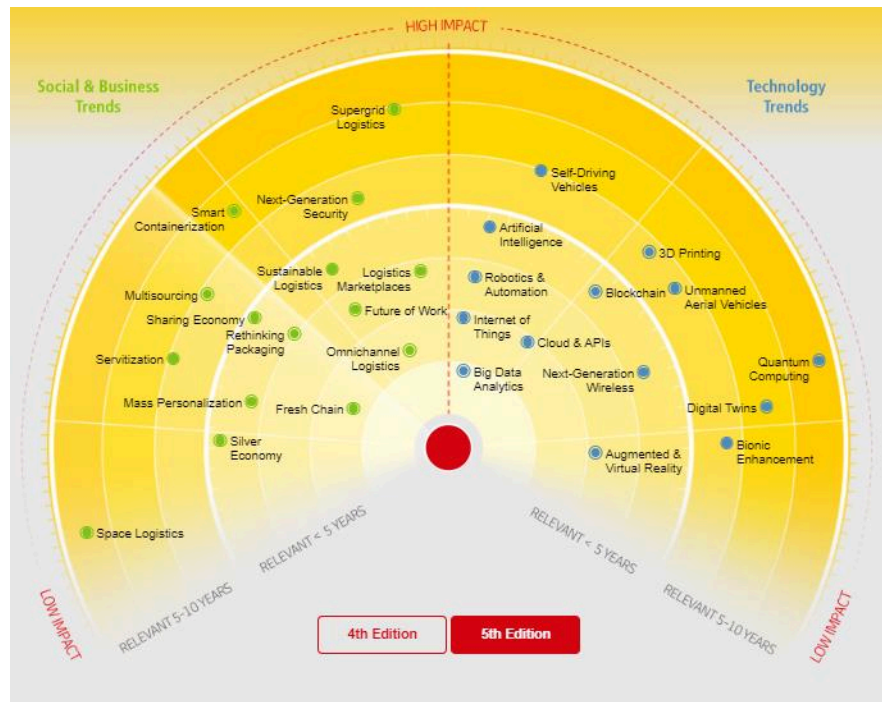 HIGH IMPACT
Social & Business
Trends
Technology
Trends
Supergrid
Logistics
Self-Driving
Vehicles
Next-Generation
Security
Smart
Containerization
Artificial
Intelligence
3D Printing
Sustainable
Logistics
Logistics
Marketplaces
Robotics &
Automation
Blockchain
Unmanned
Aerial Vehicles
Multisourcing
Sharing Economy
Future of Work
Internet of
Things
Rethinking
Packaging
Cloud & APIs
Servitization
Omnichannel
Logistics
Big Data
Analytics
Next-Generation
Wireless
Quantum
Computing
Mass Personalization
Fresh Chain
Digital Twins
Silver
Economy
Augmented &
Virtual Reality
Bionic
Enhancement
Space Logistics
RELEVANT < 5 YEARS
RELEVANT < 5 YEARS
RELEVANT 5-10 YEARS
RELEVANT 5-10 YEARS
LOW IMPACT
LOW IMPACT
4th Edition
5th Edition